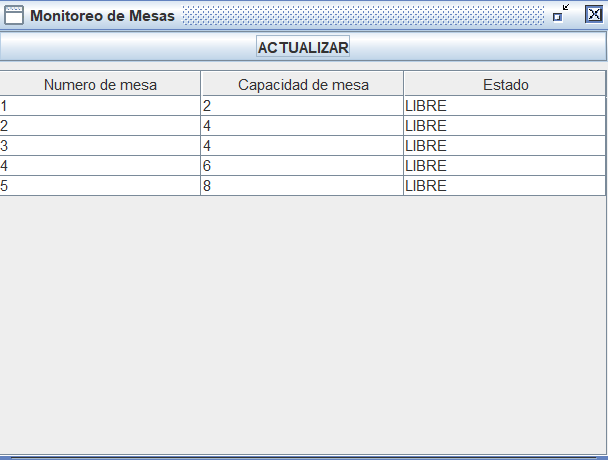 Monitoreo de Mesas
ACTUALIZAR
Numero de mesa Capacidad de mesa Estado
1 2 LIBRE
2 4 LIBRE
3 4 LIBRE
4 6 LIBRE
5 8 LIBRE